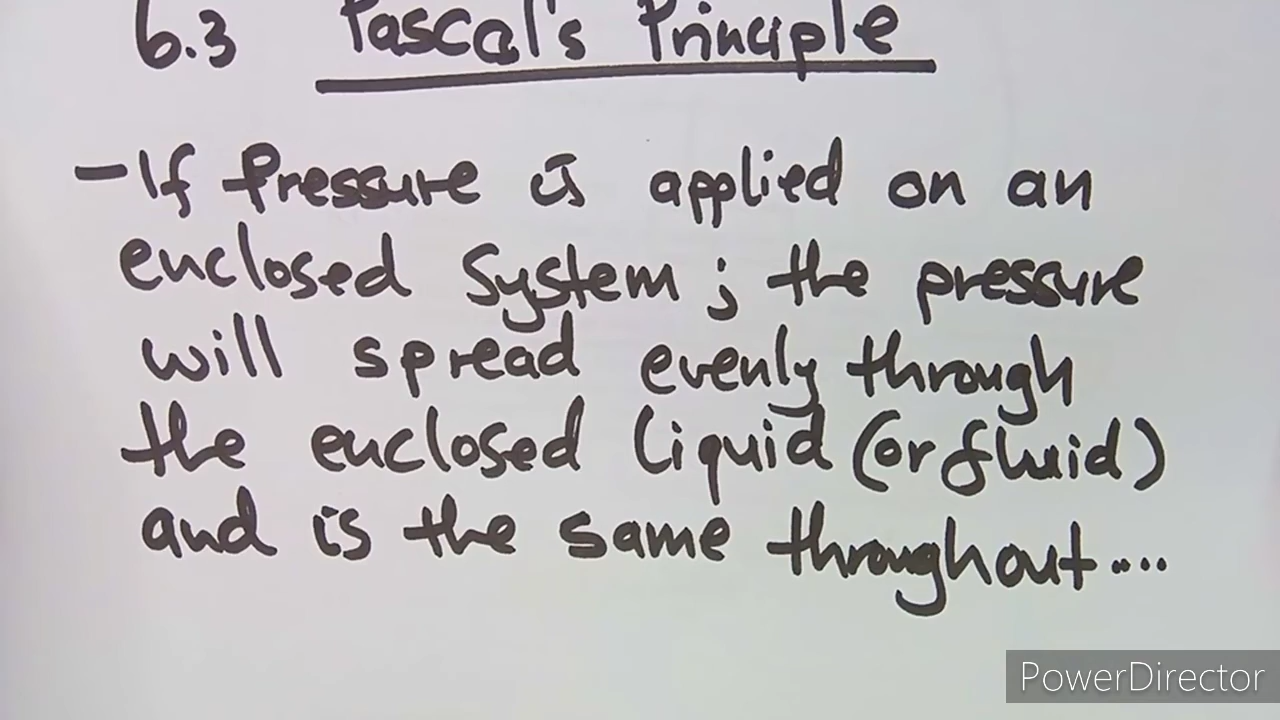 6.3 Pascal's Principle
- If Pressure is applied on an
enclosed system; the pressure
will spread evenly through
the enclosed liquid (or fluid)
and is the same throughout....
PowerDirector